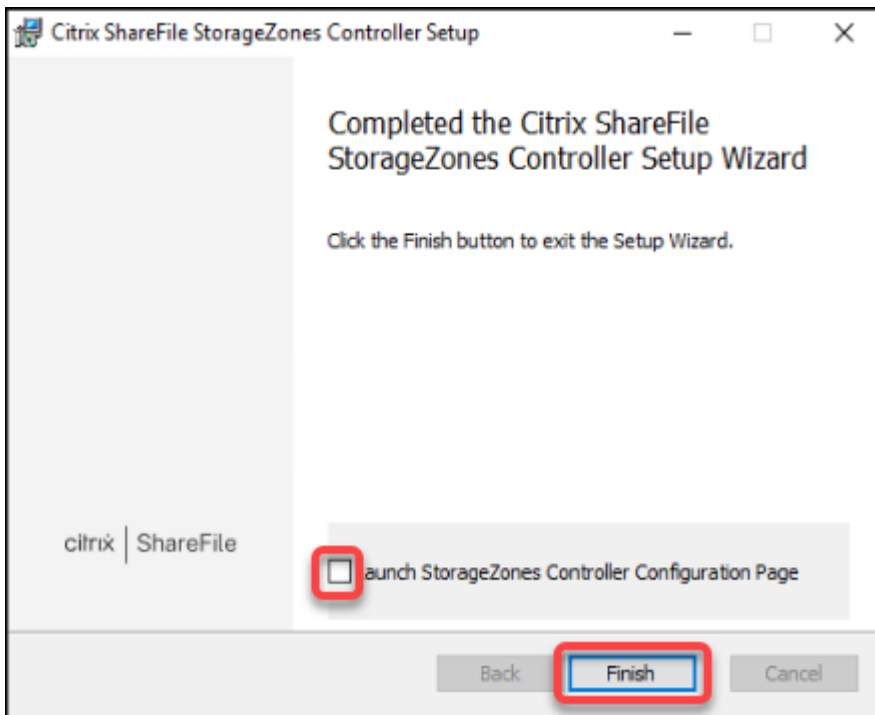 Citrix ShareFile StorageZones Controller Setup
Completed the Citrix ShareFile
StorageZones Controller Setup Wizard
Click the Finish button to exit the Setup Wizard.
citrix | ShareFile
aunch StorageZones Controller Configuration Page
Back Finish Cancel